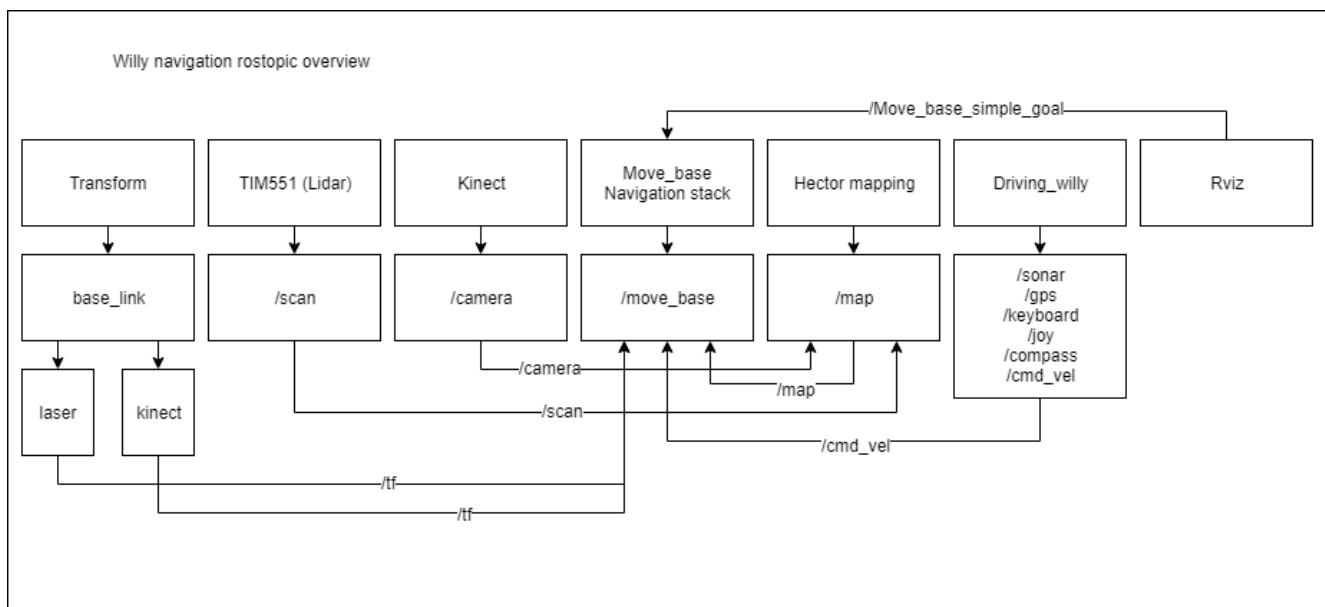 Willy navigation rostopic overview
/Move_base_simple_goal
Transform
TIM551 (Lidar)
Kinect
Move_base
Navigation stack
Hector mapping
Driving_willy
Rviz
base_link
/scan
/camera
/move_base
/map
/sonar
/gps
/keyboard
/joy
/compass
/cmd_vel
/camera
/map
laser
kinect
/scan
/cmd_vel
/tf
/tf